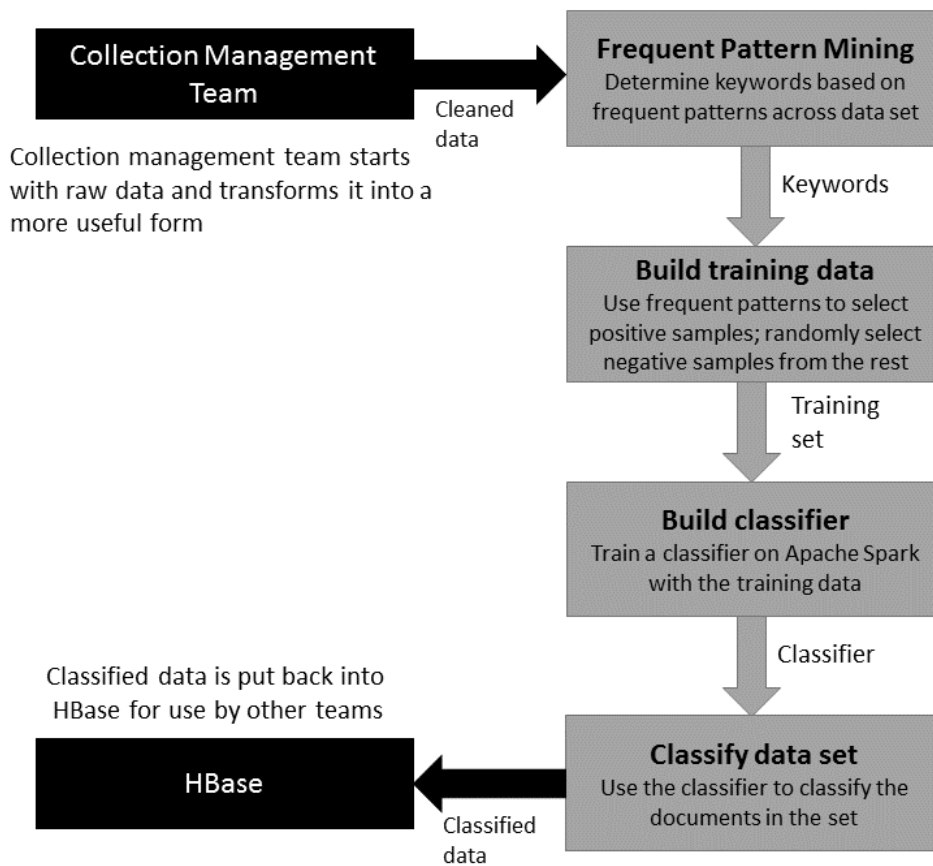 Collection Management
Team
Cleaned
data
Frequent Pattern Mining
Determine keywords based on
frequent patterns across data set
Collection management team starts
with raw data and transforms it into a
more useful form
Keywords
Build training data
Use frequent patterns to select
positive samples; randomly select
negative samples from the rest
Training
set
Build classifier
Train a classifier on Apache Spark
with the training data
Classifier
Classified data is put back into
HBase for use by other teams
Classify data set
Use the classifier to classify the
documents in the set
Classified
data
HBase